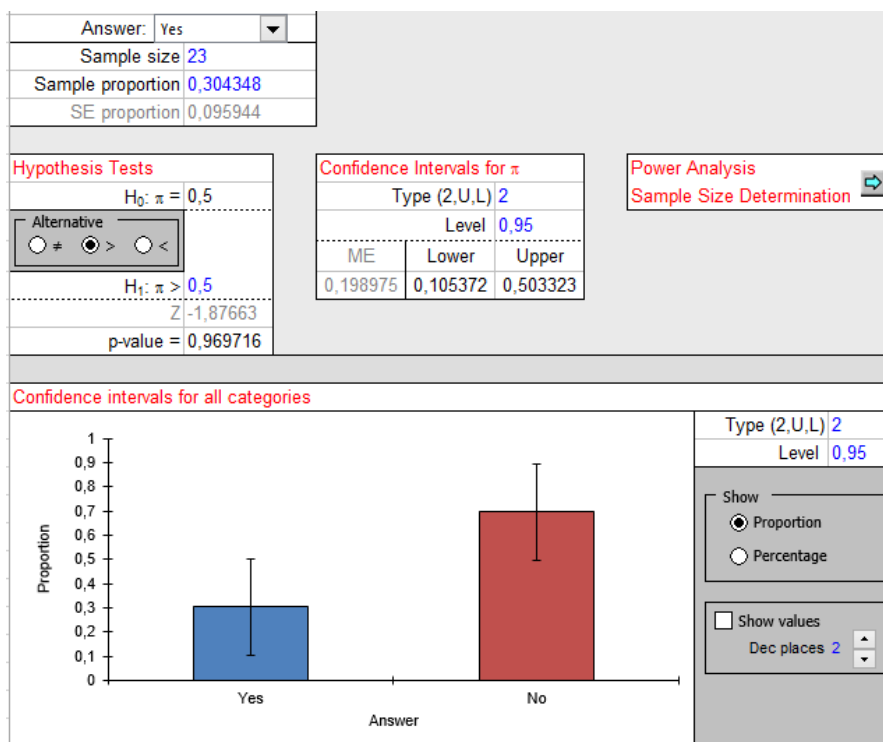 Answer: Yes
Sample size 23
Sample proportion 0,304348
SE proportion 0,095944
Hypothesis Tests
H₀: π = 0,5
Alternative
≠ > <
H₁: π > 0,5
Z -1,87663
p-value = 0,969716
Confidence Intervals for π
Type (2,U,L) 2
Level 0,95
ME Lower Upper
0,198975 0,105372 0,503323
Power Analysis
Sample Size Determination
Confidence intervals for all categories
1
0,9
0,8
0,7
0,6
0,5
0,4
0,3
0,2
0,1
0
Proportion
Yes No
Answer
Type (2,U,L) 2
Level 0,95
Show
Proportion
Percentage
Show values
Dec places 2